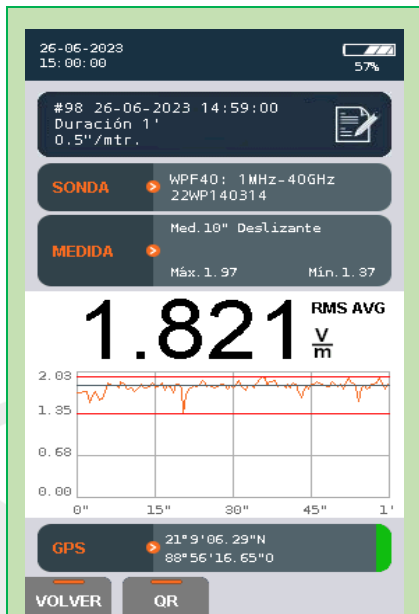 26-06-2023
15:00:00
57%
#98 26-06-2023 14:59:00
Duración 1'
0.5"/mtr.
SONDA
WPF40: 1MHz-40GHz
22WP140314
MEDIDA
Med.10" Deslizante
Máx.1.97 Mín.1.37
1.821 RMS AVG
V/m
2.03
1.35
0.68
0.00
0" 15" 30" 45" 1'
GPS
21°9'06.29"N
88°56'16.65"O
VOLVER QR